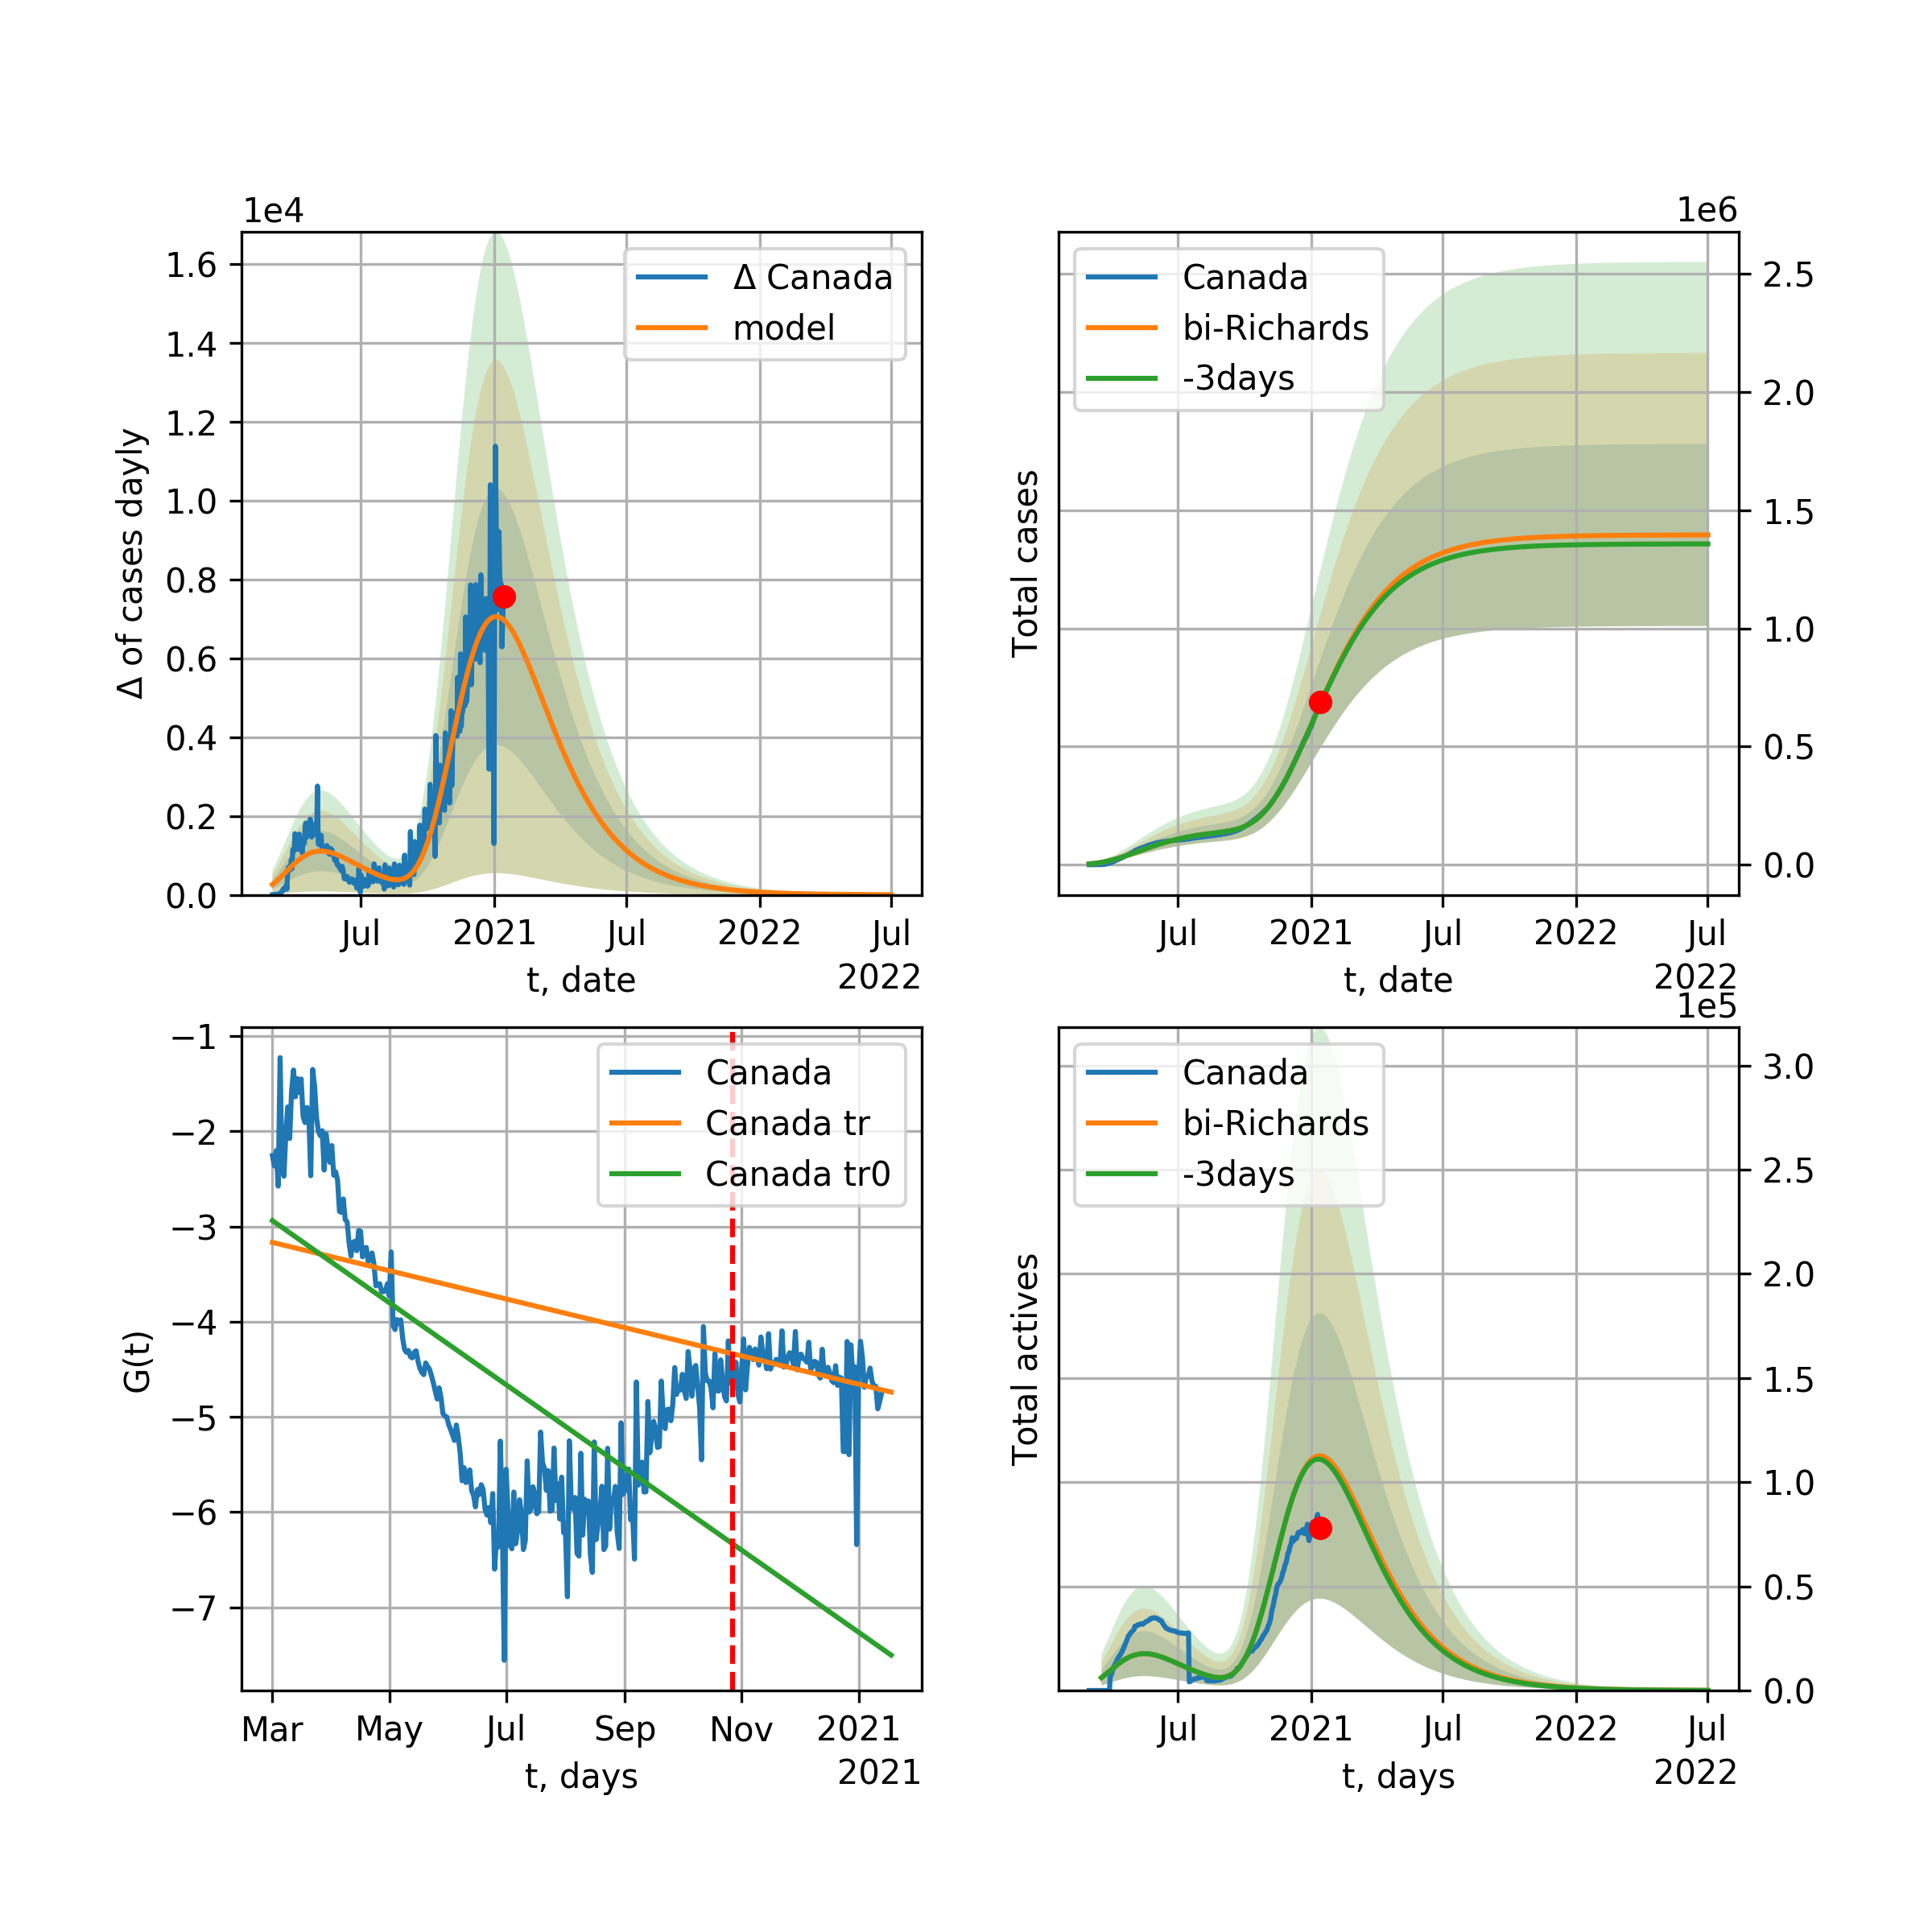 1e4
1.6
1.4
1.2
1.0
0.8
0.6
0.4
0.2
0.0
Δ of cases dayly
Δ Canada
model
Jul
2021
Jul
2022
Jul
2022
t, date
1e6
Canada
bi-Richards
-3days
Total cases
2.5
2.0
1.5
1.0
0.5
0.0
Jul
2021
Jul
2022
Jul
2022
t, date
−1
−2
−3
−4
−5
−6
−7
G(t)
Canada
Canada tr
Canada tr0
Mar
May
Jul
Sep
Nov
2021
2021
t, days
1e5
Canada
bi-Richards
-3days
Total actives
3.0
2.5
2.0
1.5
1.0
0.5
0.0
Jul
2021
Jul
2022
Jul
2022
t, days